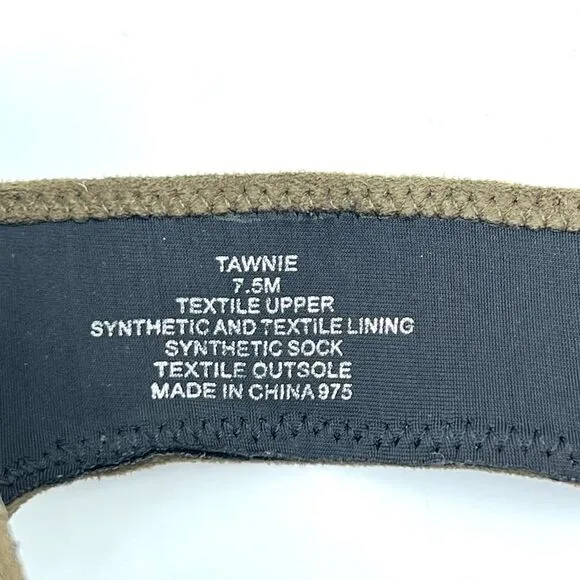 TAWNIE
7.5M
TEXTILE UPPER
SYNTHETIC AND TEXTILE LINING
SYNTHETIC SOCK
TEXTILE OUTSOLE
MADE IN CHINA 975